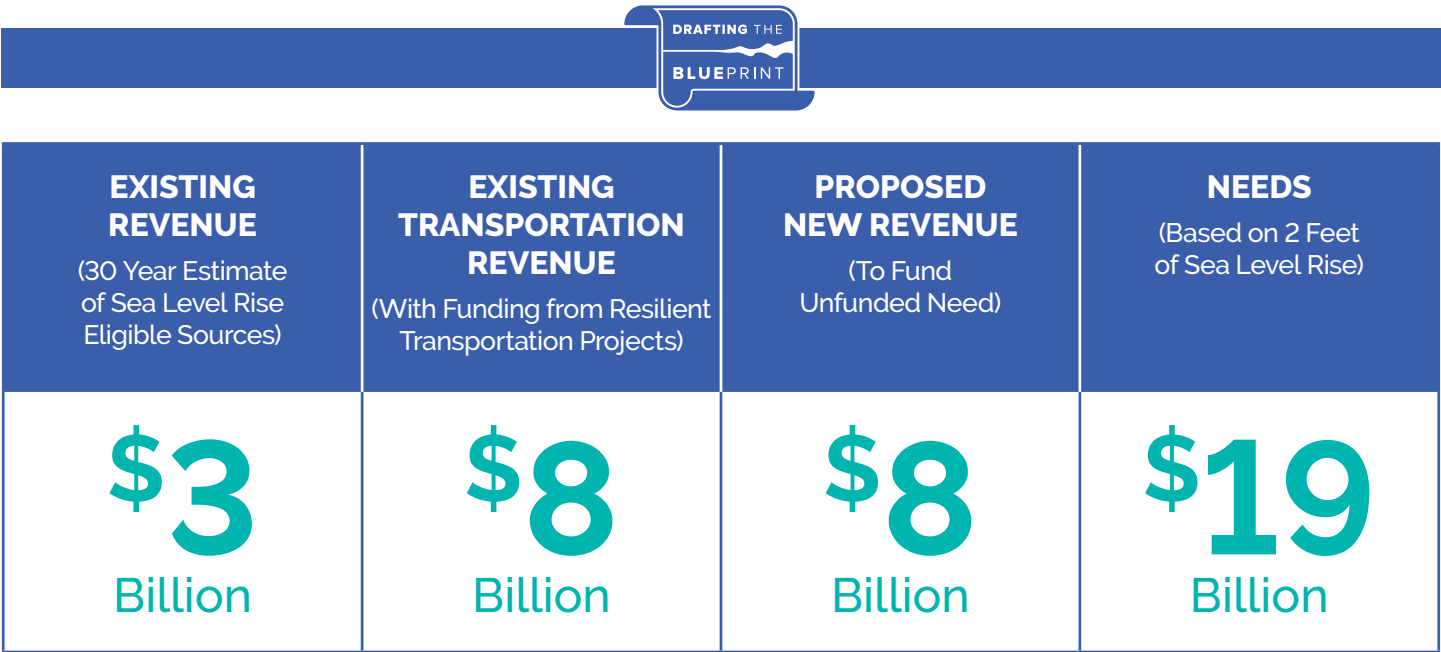 DRAFTING THE
BLUEPRINT
EXISTING
REVENUE
(30 Year Estimate
of Sea Level Rise
Eligible Sources)
EXISTING
TRANSPORTATION
REVENUE
(With Funding from Resilient
Transportation Projects)
PROPOSED
NEW REVENUE
(To Fund
Unfunded Need)
NEEDS
(Based on 2 Feet
of Sea Level Rise)
$3
Billion
$8
Billion
$8
Billion
$19
Billion